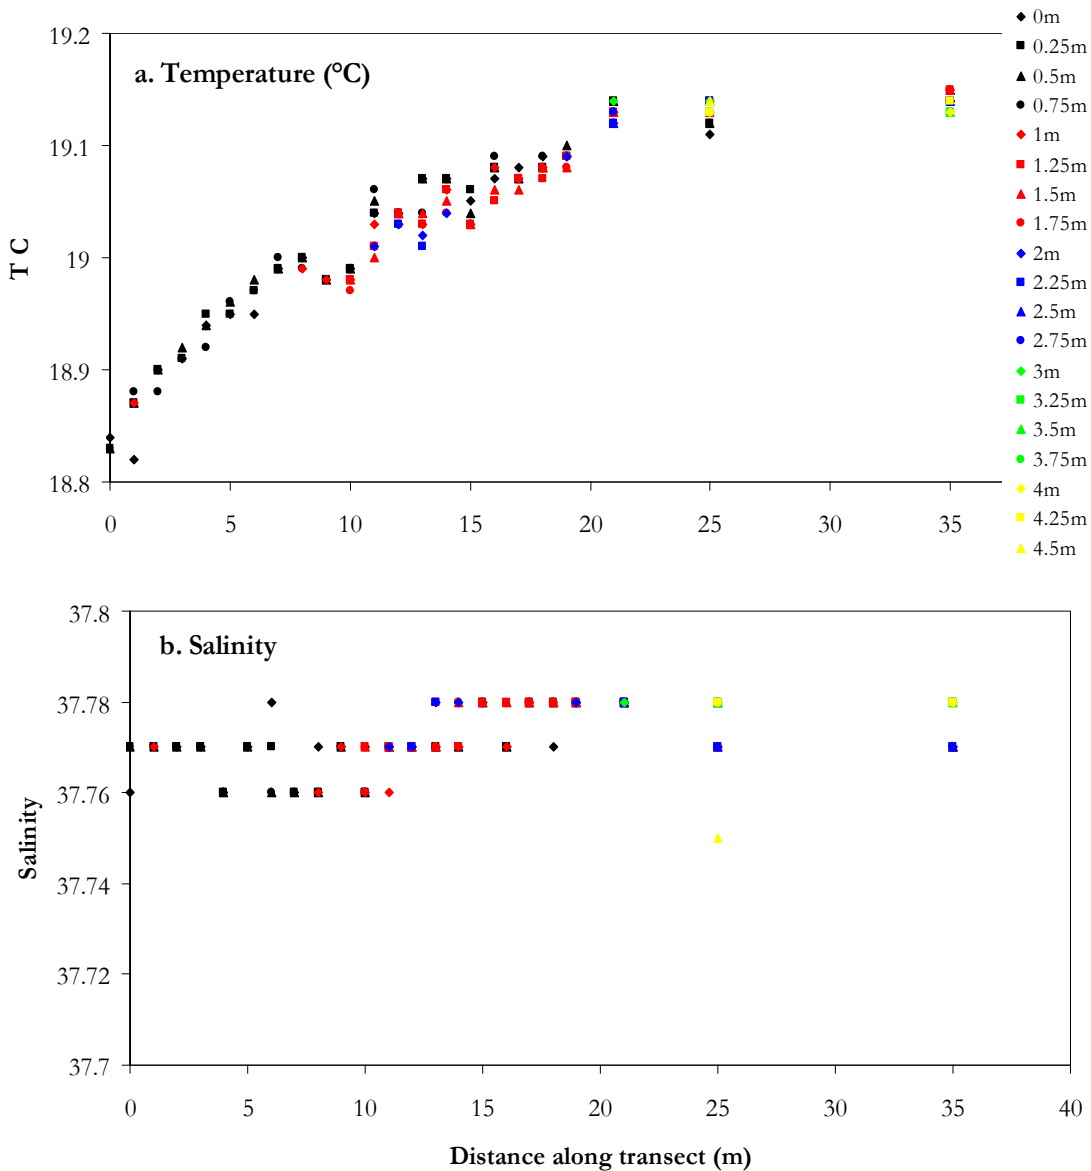 a. Temperature (°C)
T C
19.2
19.1
19
18.9
18.8
0 5 10 15 20 25 30 35
0m
0.25m
0.5m
0.75m
1m
1.25m
1.5m
1.75m
2m
2.25m
2.5m
2.75m
3m
3.25m
3.5m
3.75m
4m
4.25m
4.5m
b. Salinity
Salinity
37.8
37.78
37.76
37.74
37.72
37.7
0 5 10 15 20 25 30 35 40
Distance along transect (m)